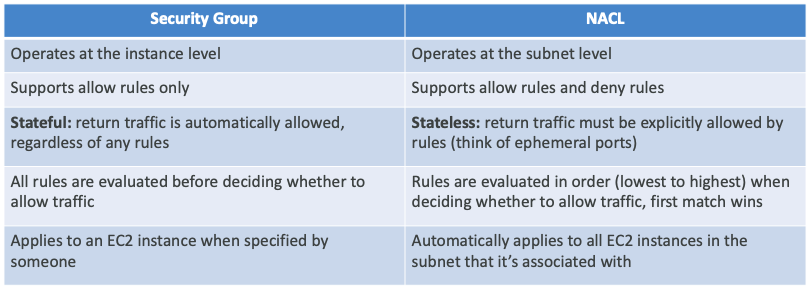 Security Group
NACL
Operates at the instance level
Operates at the subnet level
Supports allow rules only
Supports allow rules and deny rules
Stateful: return traffic is automatically allowed,
regardless of any rules
Stateless: return traffic must be explicitly allowed by
rules (think of ephemeral ports)
All rules are evaluated before deciding whether to
allow traffic
Rules are evaluated in order (lowest to highest) when
deciding whether to allow traffic, first match wins
Applies to an EC2 instance when specified by
someone
Automatically applies to all EC2 instances in the
subnet that it’s associated with